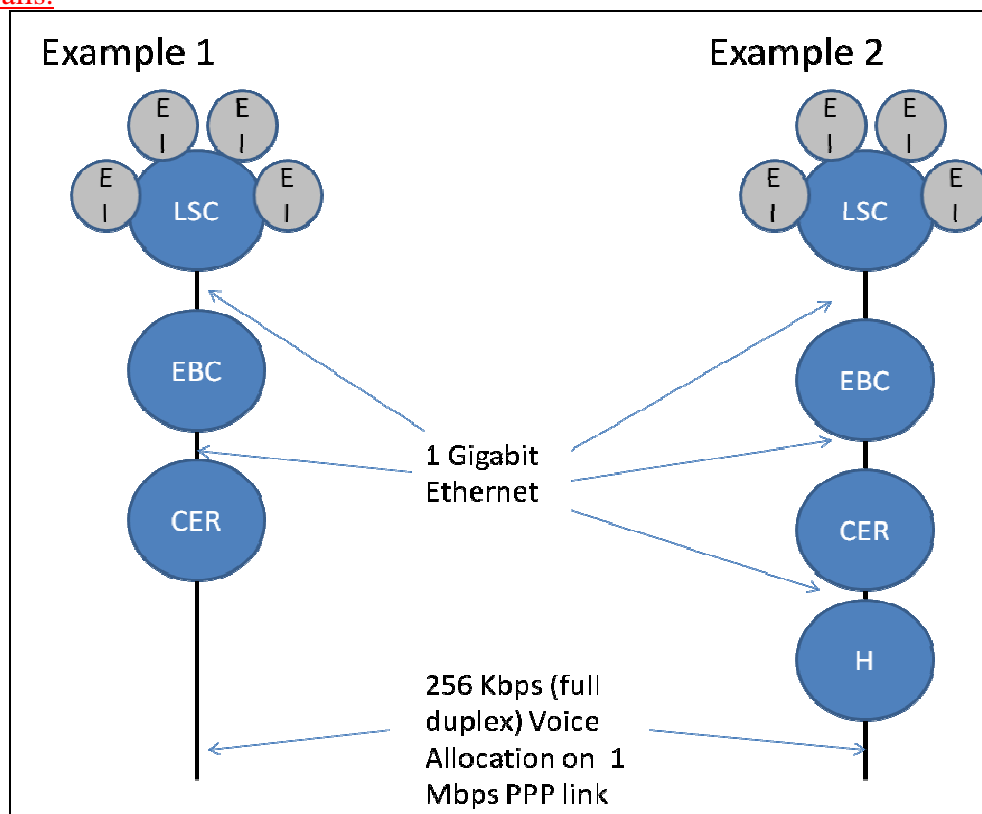 Example 1
Example 2
E
I
E
I
E
I
E
I
LSC
EBC
CER
E
I
E
I
E
I
E
I
LSC
EBC
CER
H
1 Gigabit
Ethernet
256 Kbps (full
duplex) Voice
Allocation on 1
Mbps PPP link